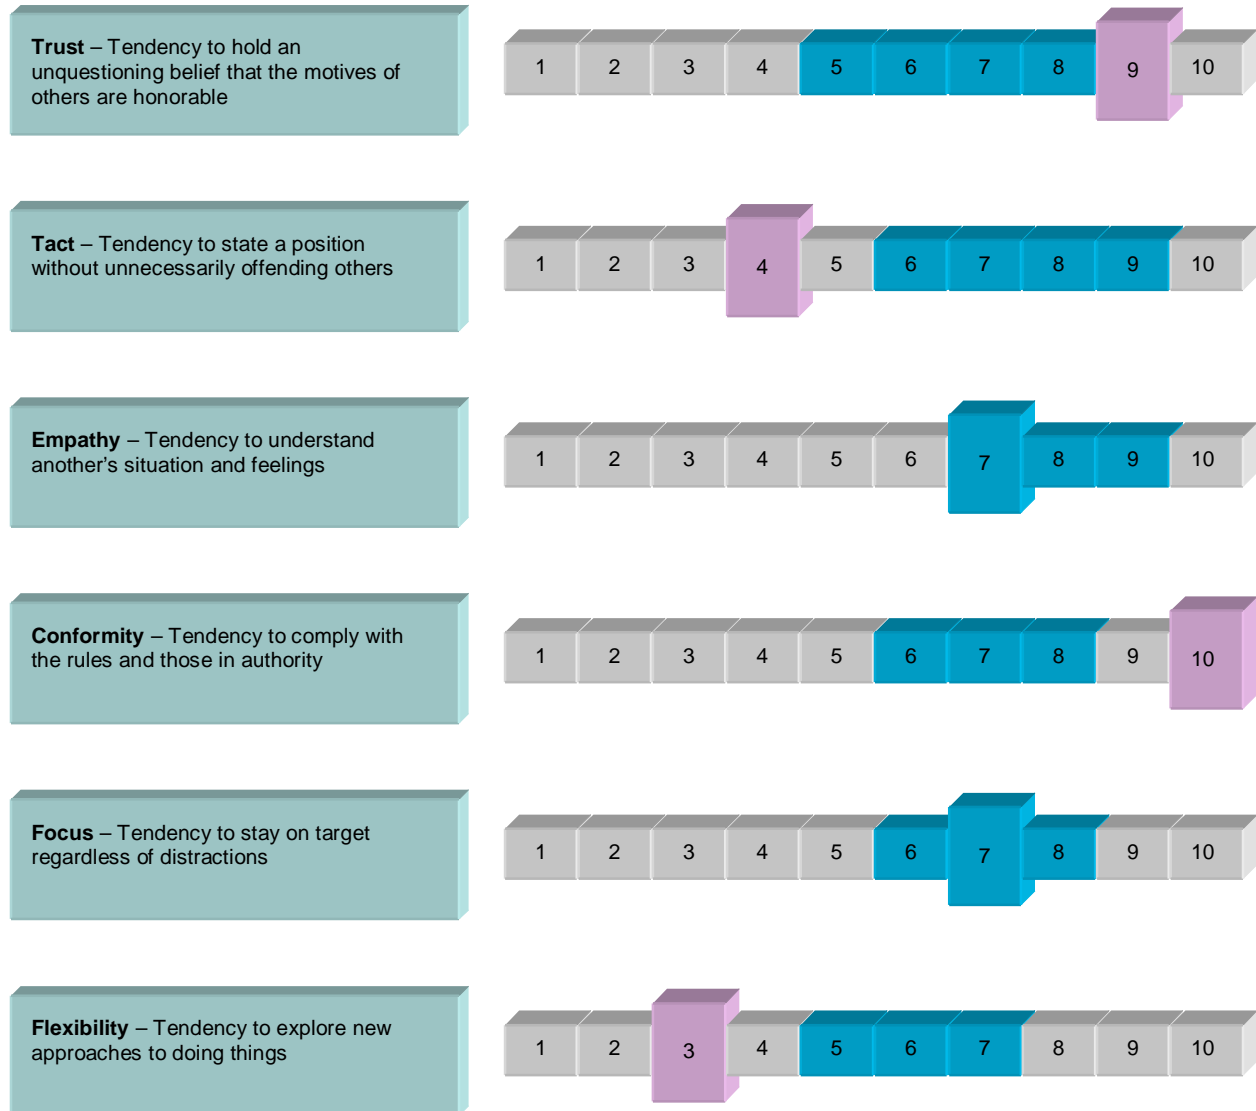 Trust – Tendency to hold an
unquestioning belief that the motives of
others are honorable
1 2 3 4 5 6 7 8 9 10
Tact – Tendency to state a position
without unnecessarily offending others
1 2 3 4 5 6 7 8 9 10
Empathy – Tendency to understand
another's situation and feelings
1 2 3 4 5 6 7 8 9 10
Conformity – Tendency to comply with
the rules and those in authority
1 2 3 4 5 6 7 8 9 10
Focus – Tendency to stay on target
regardless of distractions
1 2 3 4 5 6 7 8 9 10
Flexibility – Tendency to explore new
approaches to doing things
1 2 3 4 5 6 7 8 9 10